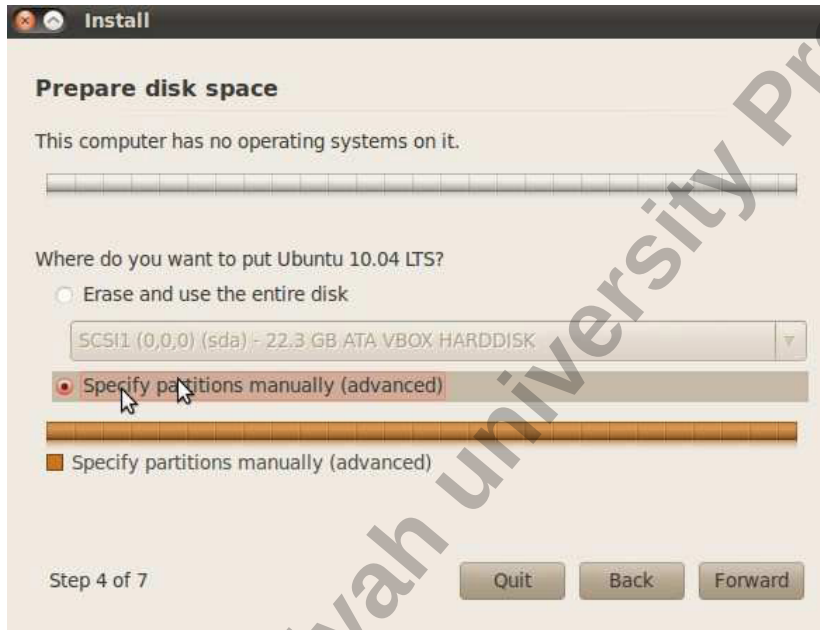 Install
Prepare disk space
This computer has no operating systems on it.
Where do you want to put Ubuntu 10.04 LTS?
Erase and use the entire disk
SCSI1 (0,0,0) (sda) - 22.3 GB ATA VBOX HARDDISK
Specify partitions manually (advanced)
Specify partitions manually (advanced)
Step 4 of 7
Quit
Back
Forward
university